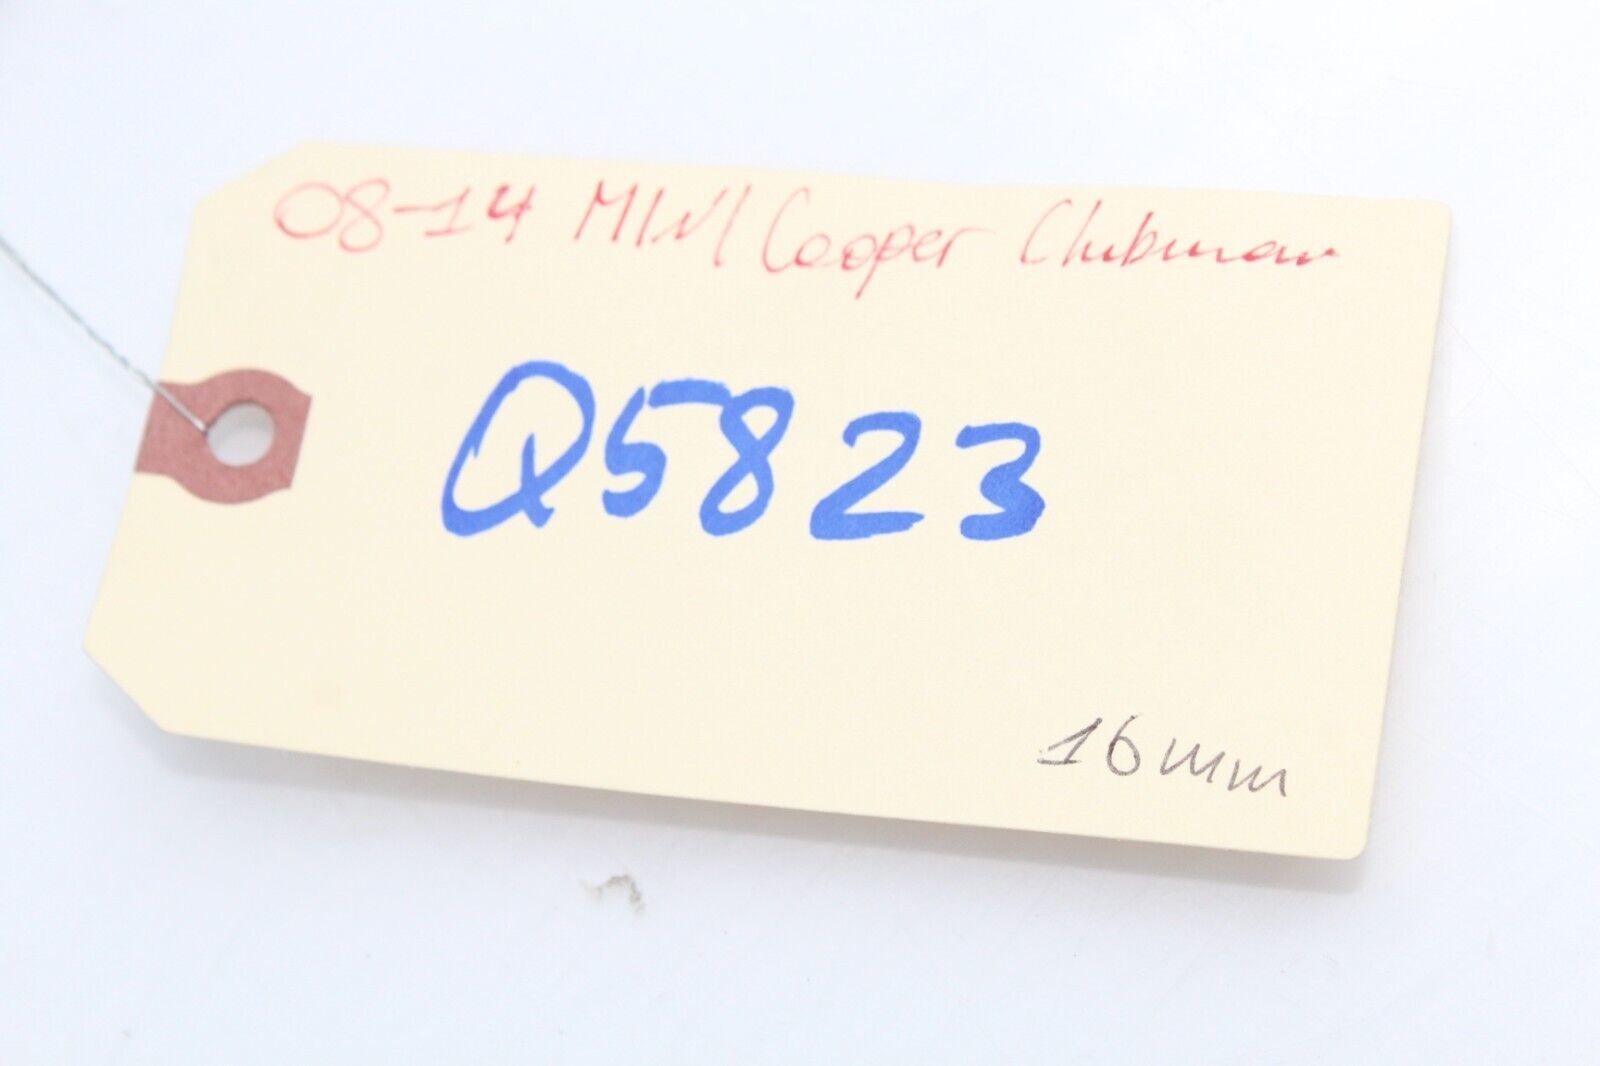 08-14 MINI Cooper Clubman
Q5823
16mm